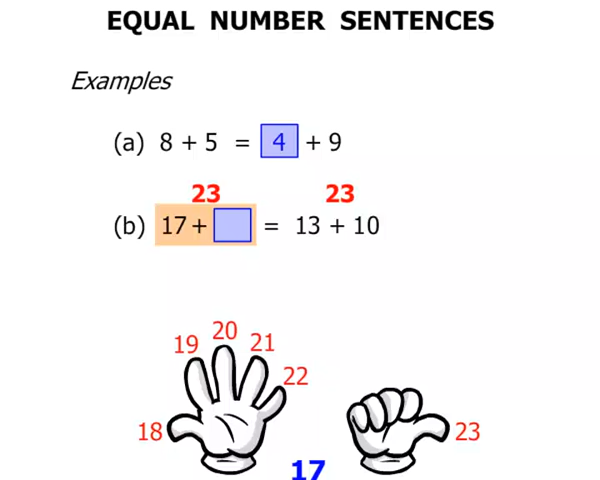 EQUAL NUMBER SENTENCES
Examples
(a) 8 + 5 = 4 + 9
23 23
(b) 17 + = 13 + 10
20
19 21
22
18 23
17